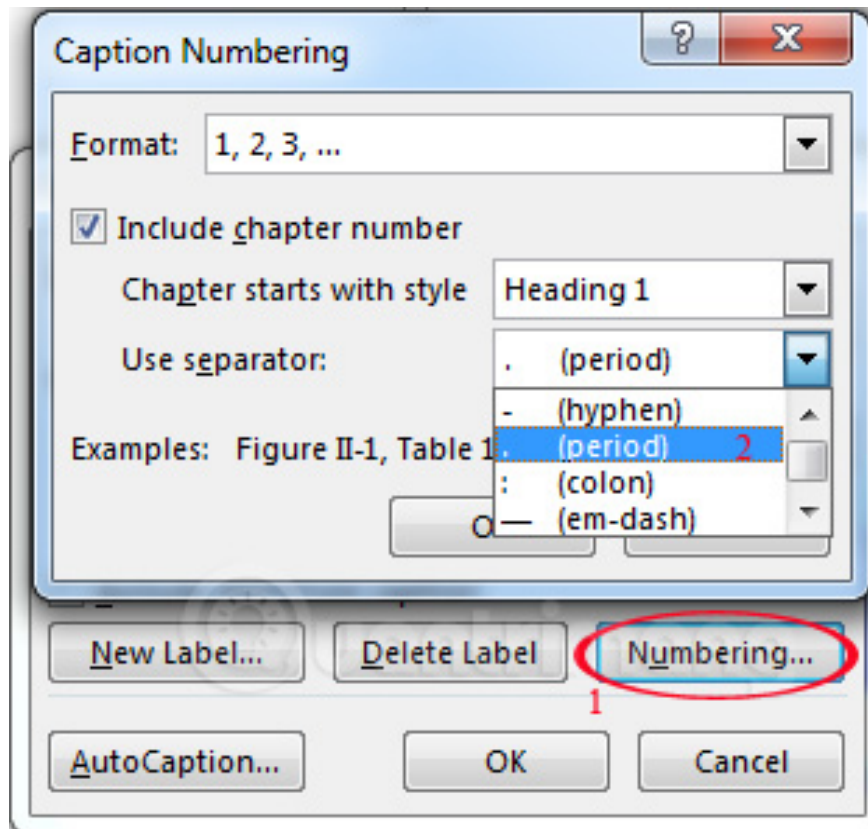 Caption Numbering
Format: 1, 2, 3, ...
Include chapter number
Chapter starts with style Heading 1
Use separator: . (period)
- (hyphen)
Examples: Figure II-1, Table 1
. (period) 2
: (colon)
— (em-dash)
New Label... Delete Label Numbering...
1
AutoCaption... OK Cancel